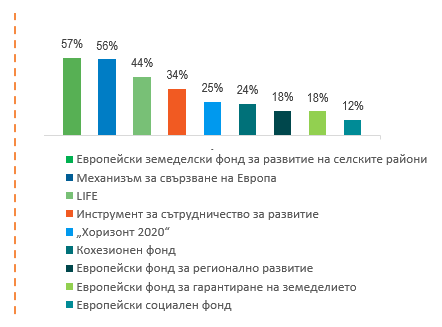 57%
56%
44%
34%
25%
24%
18%
18%
12%
Европейски земеделски фонд за развитие на селските райони
Механизъм за свързване на Европа
LIFE
Инструмент за сътрудничество за развитие
„Хоризонт 2020“
Кохезионен фонд
Европейски фонд за регионално развитие
Европейски фонд за гарантиране на земеделието
Европейски социален фонд